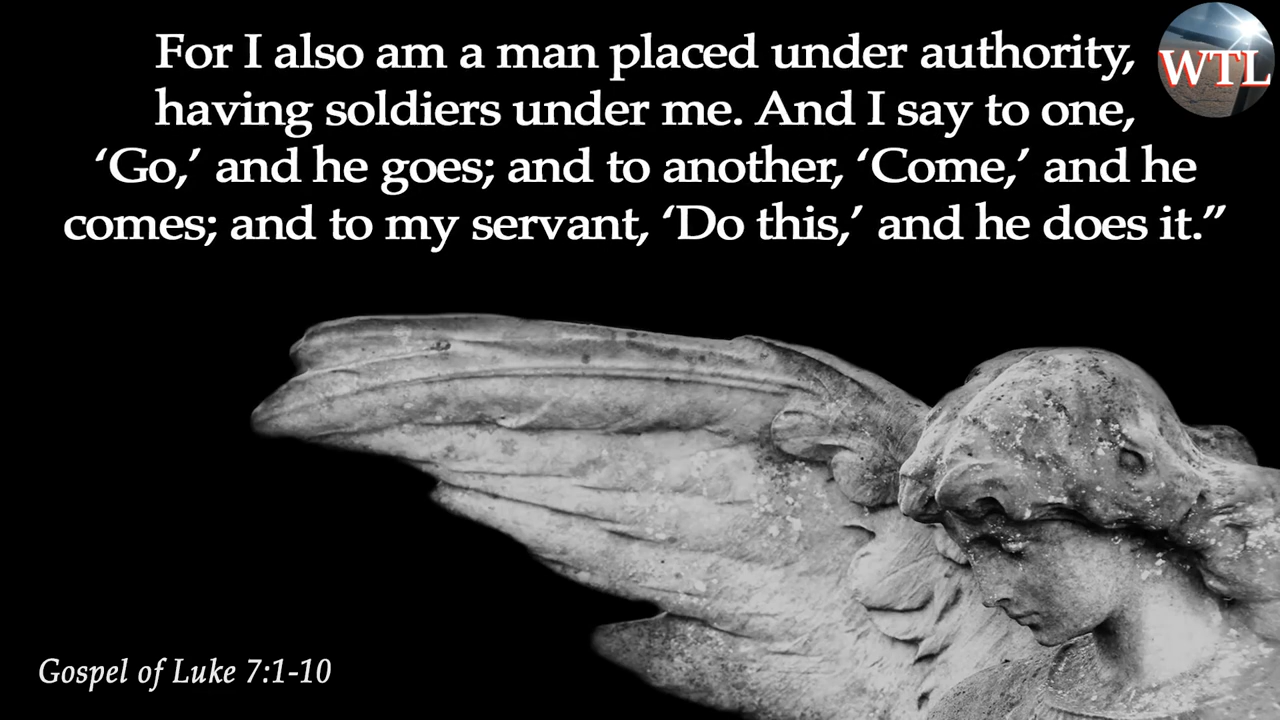 For I also am a man placed under authority,
having soldiers under me. And I say to one,
‘Go,’ and he goes; and to another, ‘Come,’ and he
comes; and to my servant, ‘Do this,’ and he does it.”
WTL
Gospel of Luke 7:1-10